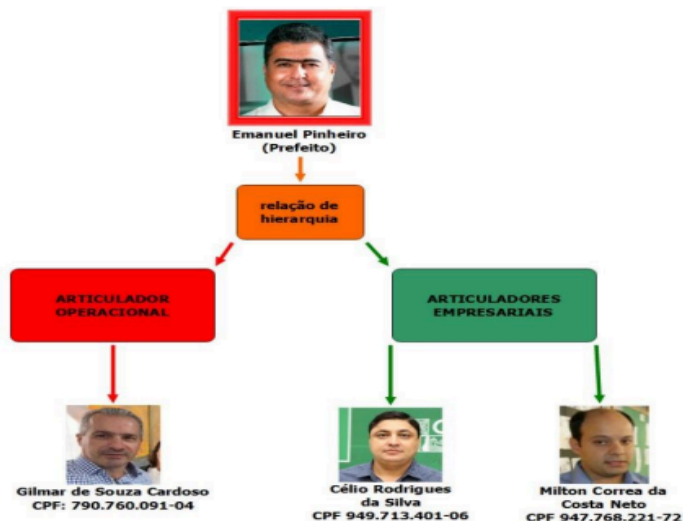 Emanuel Pinheiro
(Prefeito)
relação de
hierarquia
ARTICULADOR
OPERACIONAL
ARTICULADORES
EMPRESARIAIS
Gilmar de Souza Cardoso
CPF: 790.760.091-04
Célio Rodrigues
da Silva
CPF 949.713.401-06
Milton Correa da
Costa Neto
CPF 947.768.221-72